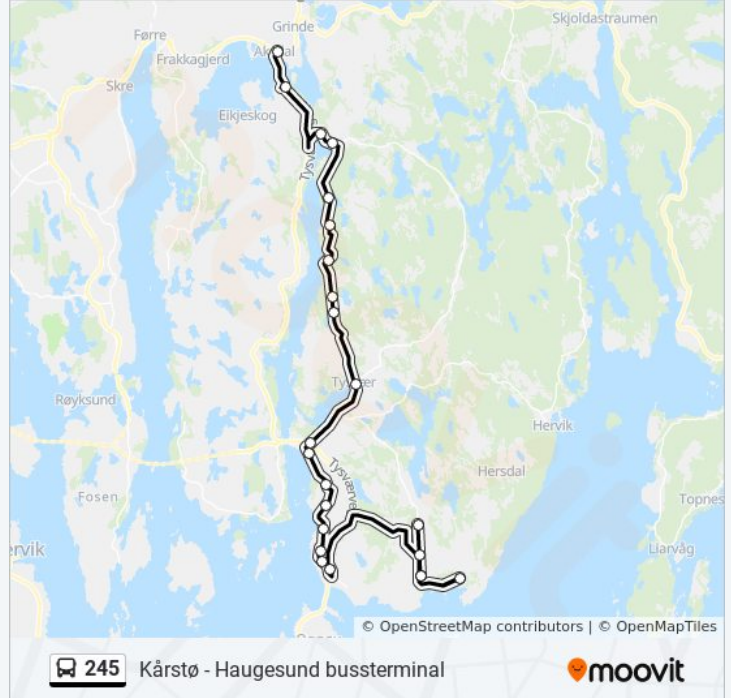 Grinde
Skjoldastraumen
Førre
Frakkagjerd
Skre
Eikjeskog
Røyksund
Hervik
Hersdal
Fosen
Topnes
Liarvåg
© OpenStreetMap contributors | © OpenMapTiles
245 Kårstø - Haugesund bussterminal
moovit